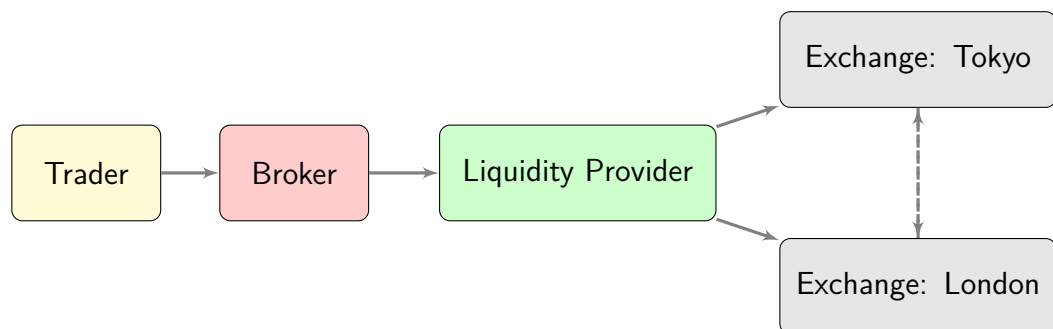 Trader
Broker
Liquidity Provider
Exchange: Tokyo
Exchange: London